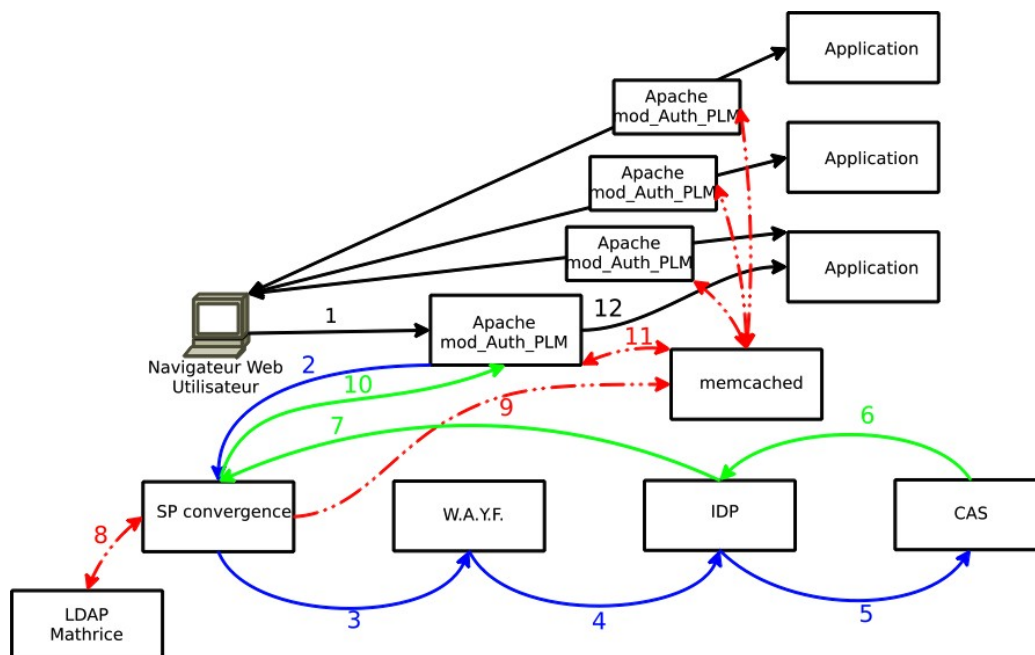 Application
Apache
mod_Auth_PLM
Application
Apache
mod_Auth_PLM
Apache
mod_Auth_PLM
Application
12
1
Apache
mod_Auth_PLM
11
Navigateur Web
Utilisateur
2
10
memcached
9
7
6
SP convergence
W.A.Y.F.
IDP
CAS
8
3
4
5
LDAP
Mathrice